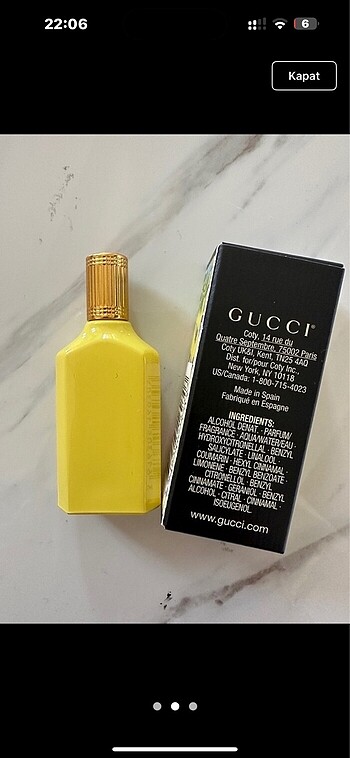 22:06
6
Kapat
GUCCI®
Coty, 14 rue du
Quatre Septembre, 75002 Paris
Coty UK&I, Kent, TN25 4AQ
Dist. for/pour Coty Inc.,
New York, NY 10118
US/Canada: 1-800-715-4023
Made in Spain
Fabriqué en Espagne
INGREDIENTS:
ALCOHOL DENAT. · PARFUM/
FRAGRANCE · AQUA/WATER/EAU ·
HYDROXYCITRONELLAL · BENZYL
SALICYLATE · LINALOOL ·
COUMARIN · HEXYL CINNAMAL ·
LIMONENE · BENZYL BENZOATE ·
CITRONELLOL · BENZYL
CINNAMATE · GERANIOL · BENZYL
ALCOHOL · CITRAL · CINNAMAL ·
ISOEUGENOL.
www.gucci.com